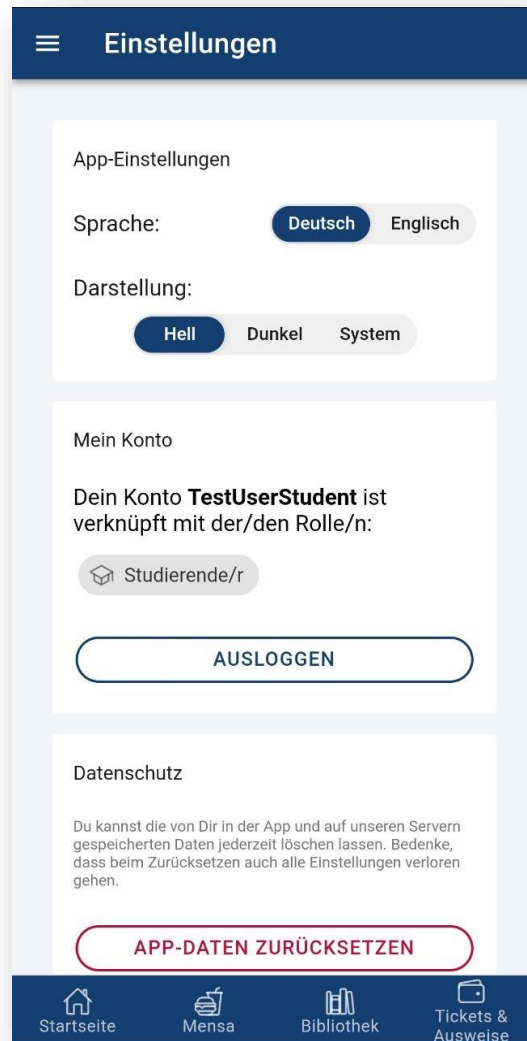 Einstellungen
App-Einstellungen
Sprache:
Deutsch Englisch
Darstellung:
Hell Dunkel System
Mein Konto
Dein Konto TestUserStudent ist
verknüpft mit der/den Rolle/n:
Studierende/r
AUSLOGGEN
Datenschutz
Du kannst die von Dir in der App und auf unseren Servern
gespeicherten Daten jederzeit löschen lassen. Bedenke,
dass beim Zurücksetzen auch alle Einstellungen verloren
gehen.
APP-DATEN ZURÜCKSETZEN
Startseite
Mensa
Bibliothek
Tickets &
Ausweise